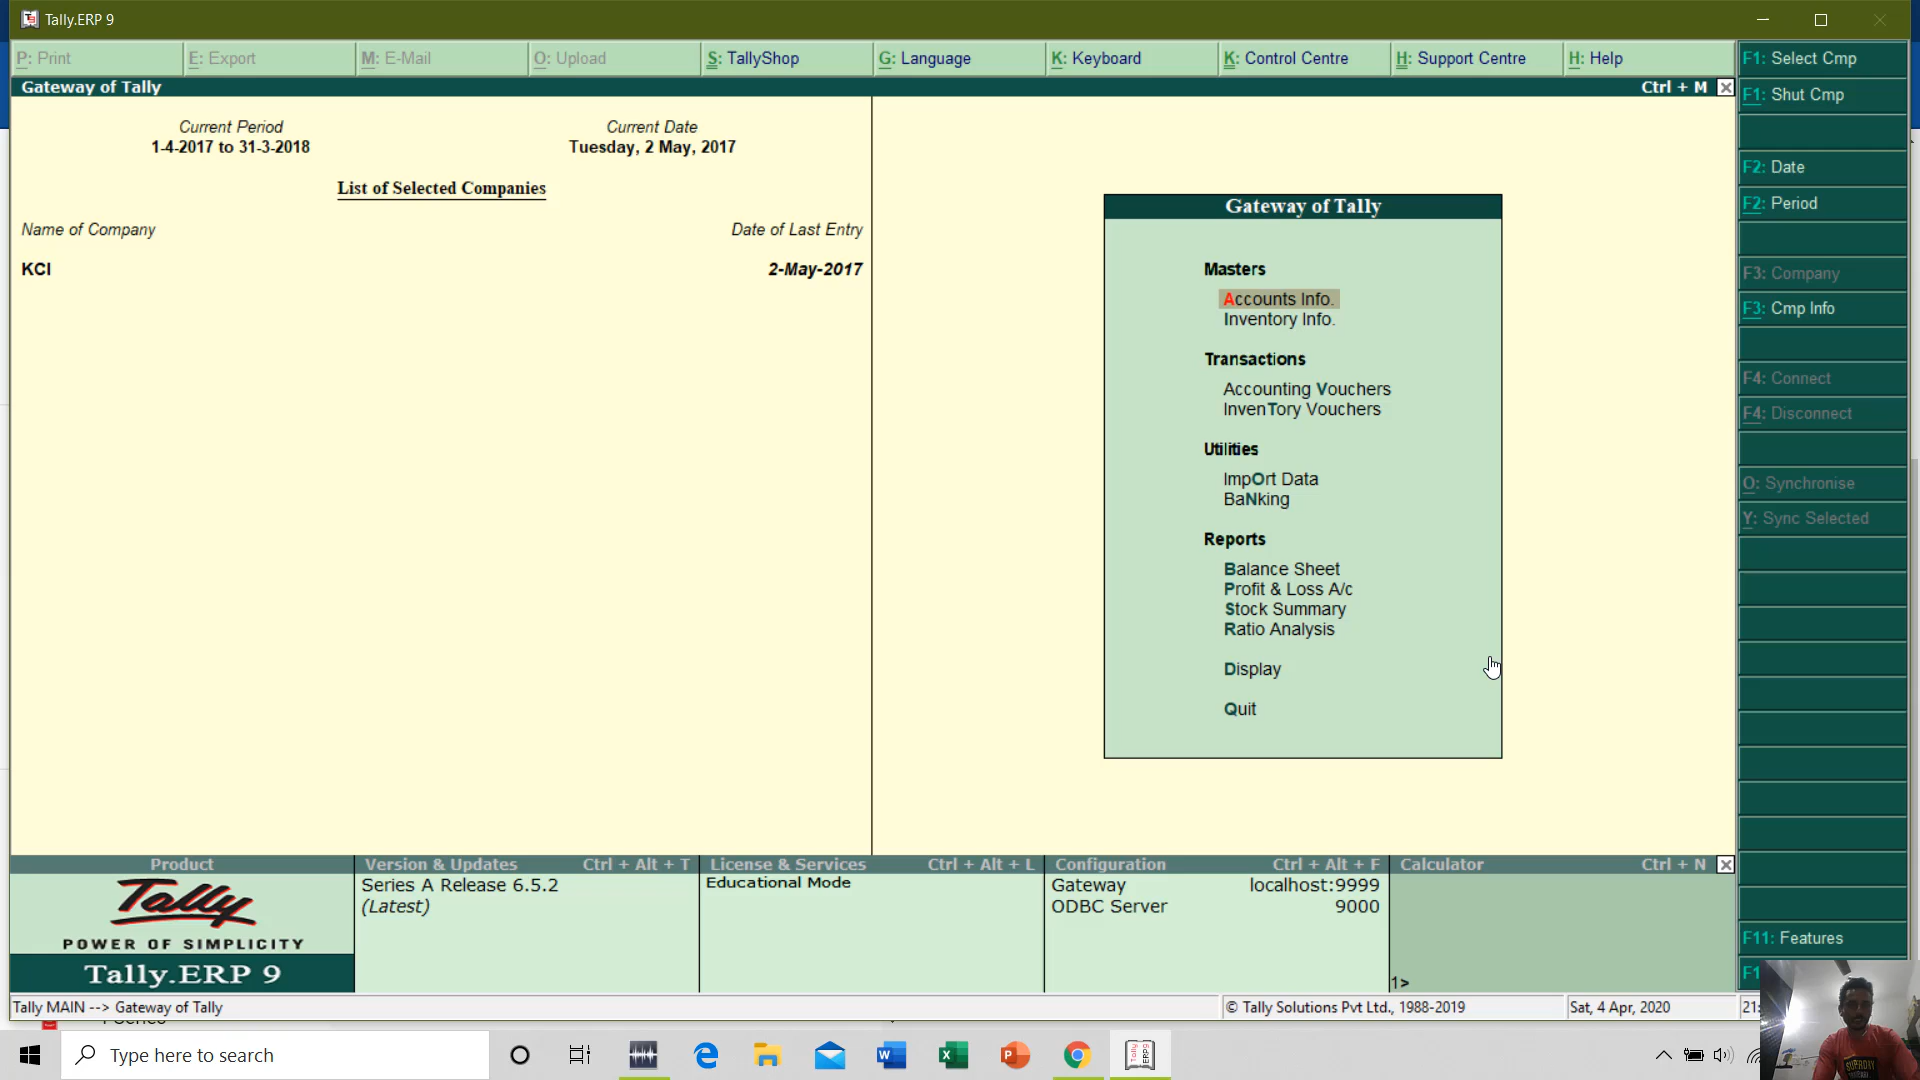 Tally.ERP 9
P: Print
E: Export
M: E-Mail
O: Upload
S: TallyShop
G: Language
K: Keyboard
K: Control Centre
H: Support Centre
H: Help
Gateway of Tally
Ctrl + M
Current Period
1-4-2017 to 31-3-2018
Current Date
Tuesday, 2 May, 2017
List of Selected Companies
Name of Company
Date of Last Entry
KCI
2-May-2017
Gateway of Tally
Masters
Accounts Info.
Inventory Info.
Transactions
Accounting Vouchers
InvenTory Vouchers
Utilities
ImpOrt Data
BaNking
Reports
Balance Sheet
Profit & Loss A/c
Stock Summary
Ratio Analysis
Display
Quit
F1: Select Cmp
F1: Shut Cmp
F2: Date
F2: Period
F3: Company
F3: Cmp Info
F4: Connect
F4: Disconnect
O: Synchronise
Y: Sync Selected
F11: Features
F1
Product
Tally
POWER OF SIMPLICITY
Tally.ERP 9
Version & Updates
Ctrl + Alt + T
Series A Release 6.5.2
(Latest)
License & Services
Ctrl + Alt + L
Educational Mode
Configuration
Ctrl + Alt + F
Gateway
localhost:9999
ODBC Server
9000
Calculator
Ctrl + N
1>
Tally MAIN --> Gateway of Tally
© Tally Solutions Pvt Ltd., 1988-2019
Sat, 4 Apr, 2020
21:
Type here to search